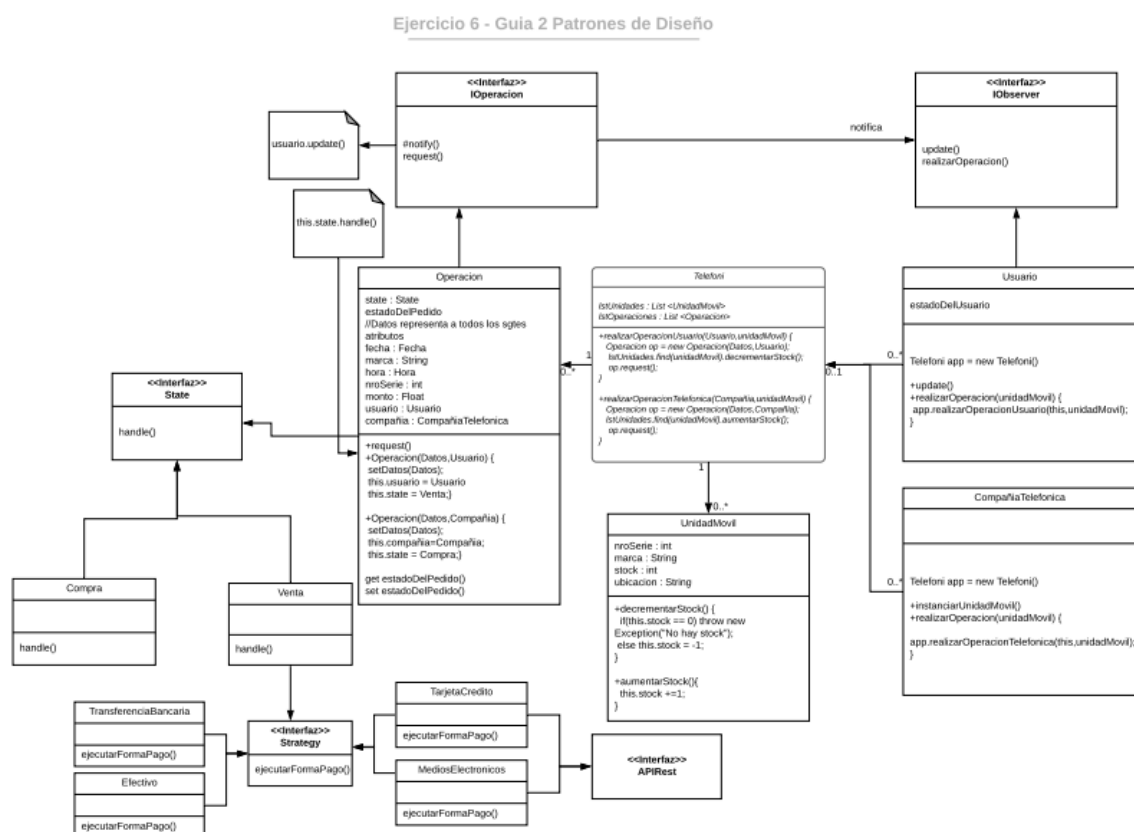 Ejercicio 6 - Guia 2 Patrones de Diseño
<<Interfaz>>
IOperacion
#notify()
request()
<<Interfaz>>
IObserver
update()
realizarOperacion()
notifica
usuario.update()
this.state.handle()
Operacion
state : State
estadoDelPedido
//Datos representa a todos los sgtes
atributos
fecha : Fecha
marca : String
hora : Hora
nroSerie : int
monto : Float
usuario : Usuario
compañia : CompañiaTelefonica
+request()
+Operacion(Datos,Usuario) {
setDatos(Datos);
this.usuario = Usuario
this.state = Venta;}
+Operacion(Datos,Compañia) {
setDatos(Datos);
this.compañia=Compañia;
this.state = Compra;}
get estadoDelPedido()
set estadoDelPedido()
Telefoni
lstUnidades : List <UnidadMovil>
lstOperaciones : List <Operacion>
+realizarOperacionUsuario(Usuario,unidadMovil) {
Operacion op = new Operacion(Datos,Usuario);
lstUnidades.find(unidadMovil).decrementarStock();
op.request();
}
+realizarOperacionTelefonica(Compañia,unidadMovil) {
Operacion op = new Operacion(Datos,Compañia);
lstUnidades.find(unidadMovil).aumentarStock();
op.request();
}
1
0..*
0..*
0..1
Usuario
estadoDelUsuario
Telefoni app = new Telefoni()
+update()
+realizarOperacion(unidadMovil) {
app.realizarOperacionUsuario(this,unidadMovil);
}
<<Interfaz>>
State
handle()
1
0..*
UnidadMovil
nroSerie : int
marca : String
stock : int
ubicacion : String
+decrementarStock() {
if(this.stock == 0) throw new
Exception("No hay stock");
else this.stock = -1;
}
+aumentarStock(){
this.stock +=1;
}
CompañiaTelefonica
0..*
Telefoni app = new Telefoni()
+instanciarUnidadMovil()
+realizarOperacion(unidadMovil) {
app.realizarOperacionTelefonica(this,unidadMovil);
}
Compra
handle()
Venta
handle()
TransferenciaBancaria
ejecutarFormaPago()
Efectivo
ejecutarFormaPago()
<<Interfaz>>
Strategy
ejecutarFormaPago()
TarjetaCredito
ejecutarFormaPago()
MediosElectronicos
ejecutarFormaPago()
<<Interfaz>>
APIRest